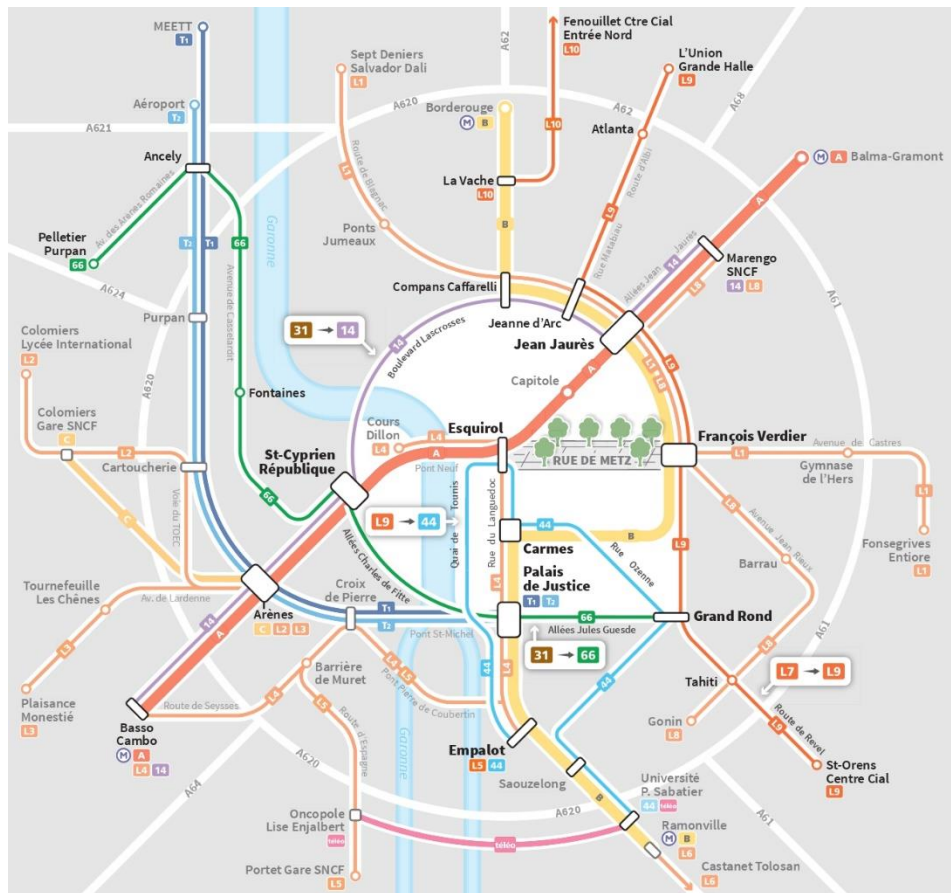 MEETT
T1
Aéroport
T2
A621
Ancely
Av. des Arènes Romaines
Pelletier
Purpan
66
A624
66
T2
T1
Avenue de Casselardit
Purpan
A620
Fontaines
Cartoucherie
66
Sept Deniers
Salvador Dali
L1
A620
Route de Blagnac
L1
Ponts
Jumeaux
Garonne
A62
Borderouge
M B
La Vache
L10
B
Fenouillet Ctre Cial
Entrée Nord
L10
L10
L'Union
Grande Halle
L9
A62
A68
Atlanta
Route d'Albi
L9
Rue Matabiau
M A Balma-Gramont
A
Allées Jean Jaurès
14
Marengo
SNCF
14 L8
L8
A61
Compans Caffarelli
Jeanne d'Arc
Jean Jaurès
31 → 14
14
Boulevard Lascrosses
Capitole
A
L1
L8
L9
Colomiers
Lycée International
L2
Colomiers
Gare SNCF
C
L2
C
Voie du TOEC
Cours
Dillon
L4
L4
A
Pont Neuf
Esquirol
RUE DE METZ
François Verdier
Avenue de Castres
L1
Gymnase
de l'Hers
L1
Fonsegrives
Entiore
L1
St-Cyprien
République
L9 → 44
Quai de Tounis
Rue du Languedoc
44
Carmes
Rue Ozenne
B
L9
L8
Avenue Jean Rieux
Barrau
L8
Gonin
L8
A61
Allées Charles de Fitte
Palais
de Justice
T1 T2
L4
Tournefeuille
Les Chênes
Av. de Lardenne
L3
Plaisance
Monestié
L3
Arènes
C L2 L3
14
A
Croix
de Pierre
T1
T2
Pont St-Michel
66
Allées Jules Guesde
Grand Rond
31 → 66
44
44
L4
L7 → L9
Tahiti
L9
Route de Revel
St-Orens
Centre Cial
L9
A61
Basso
Cambo
M A
L4 14
Route de Seysses
L4
Barrière
de Muret
L5
Route d'Espagne
L4
Pont Pierre de Coubertin
Garonne
A620
A64
Empalot
L5 44
Saouzelong
B
A620
Université
P. Sabatier
44 téléo
Oncopole
Lise Enjalbert
téléo
téléo
Portet Gare SNCF
L5
Ramonville
M B
L6
Castanet Tolosan
L6